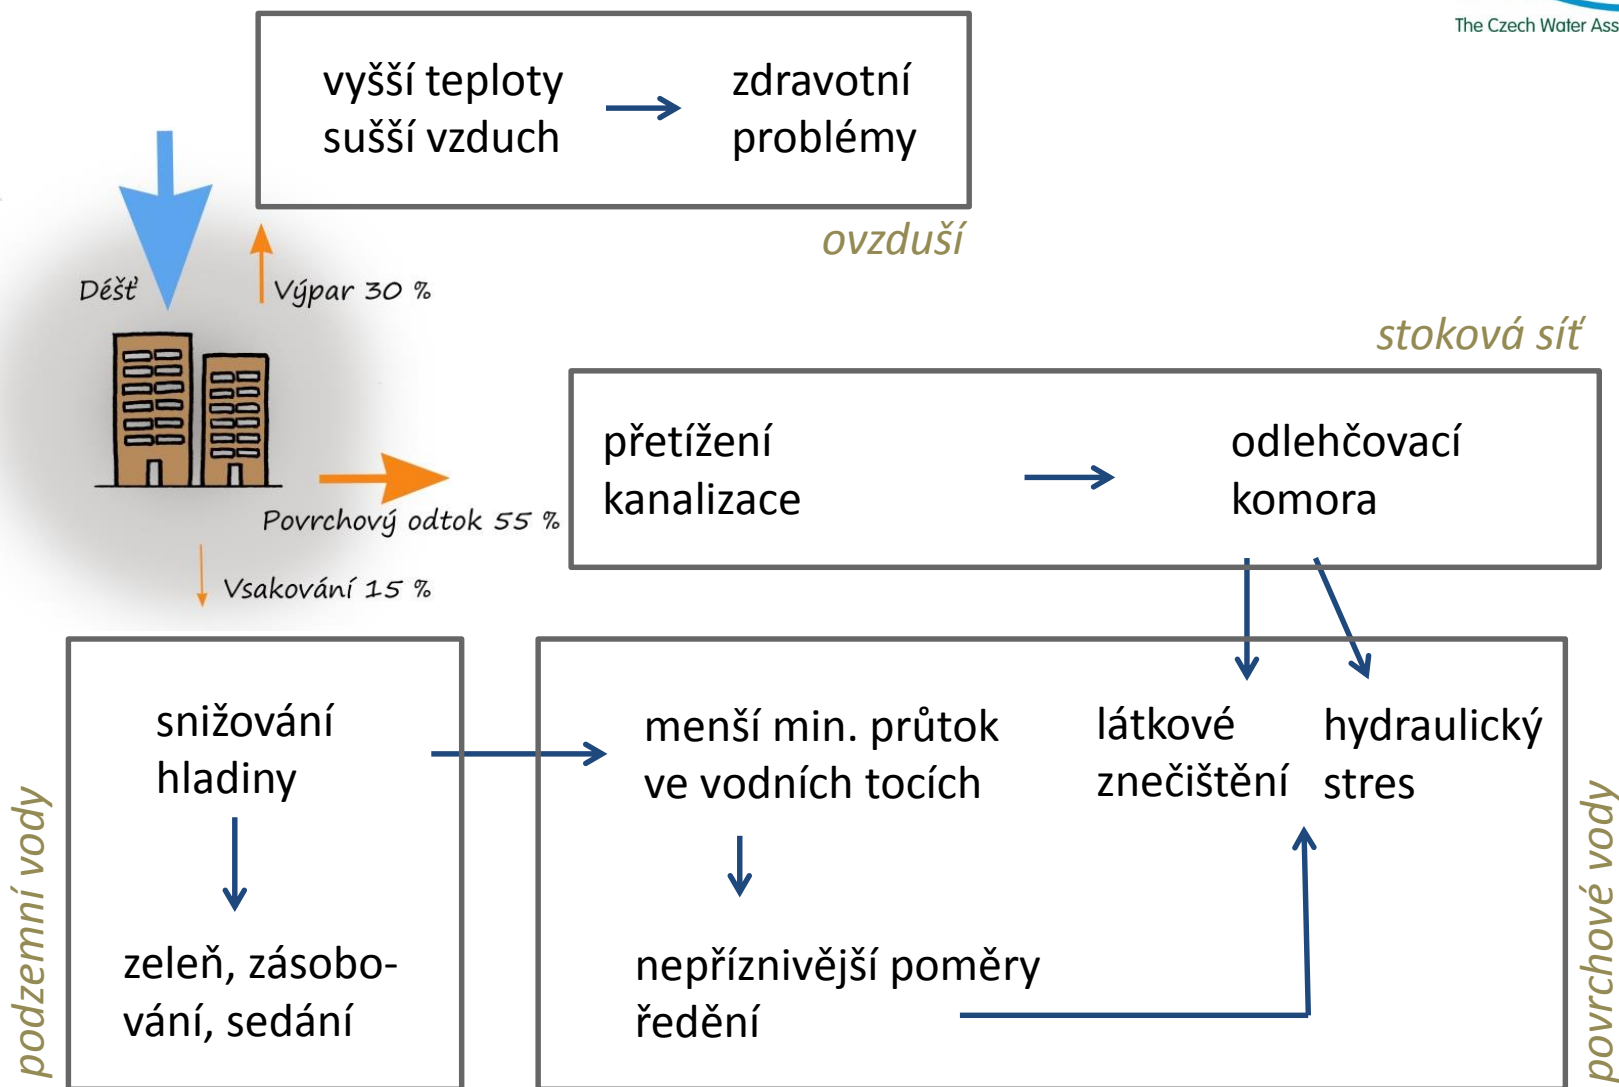 The Czech Water Ass
vyšší teploty
sušší vzduch
zdravotní
problémy
ovzduší
Déšť
Výpar 30 %
stoková síť
přetížení
kanalizace
odlehčovací
komora
Povrchový odtok 55 %
Vsakování 15 %
podzemní vody
snižování
hladiny
zeleň, zásobo-
vání, sedání
menší min. průtok
ve vodních tocích
nepříznivější poměry
ředění
látkové
znečištění
hydraulický
stres
povrchové vody